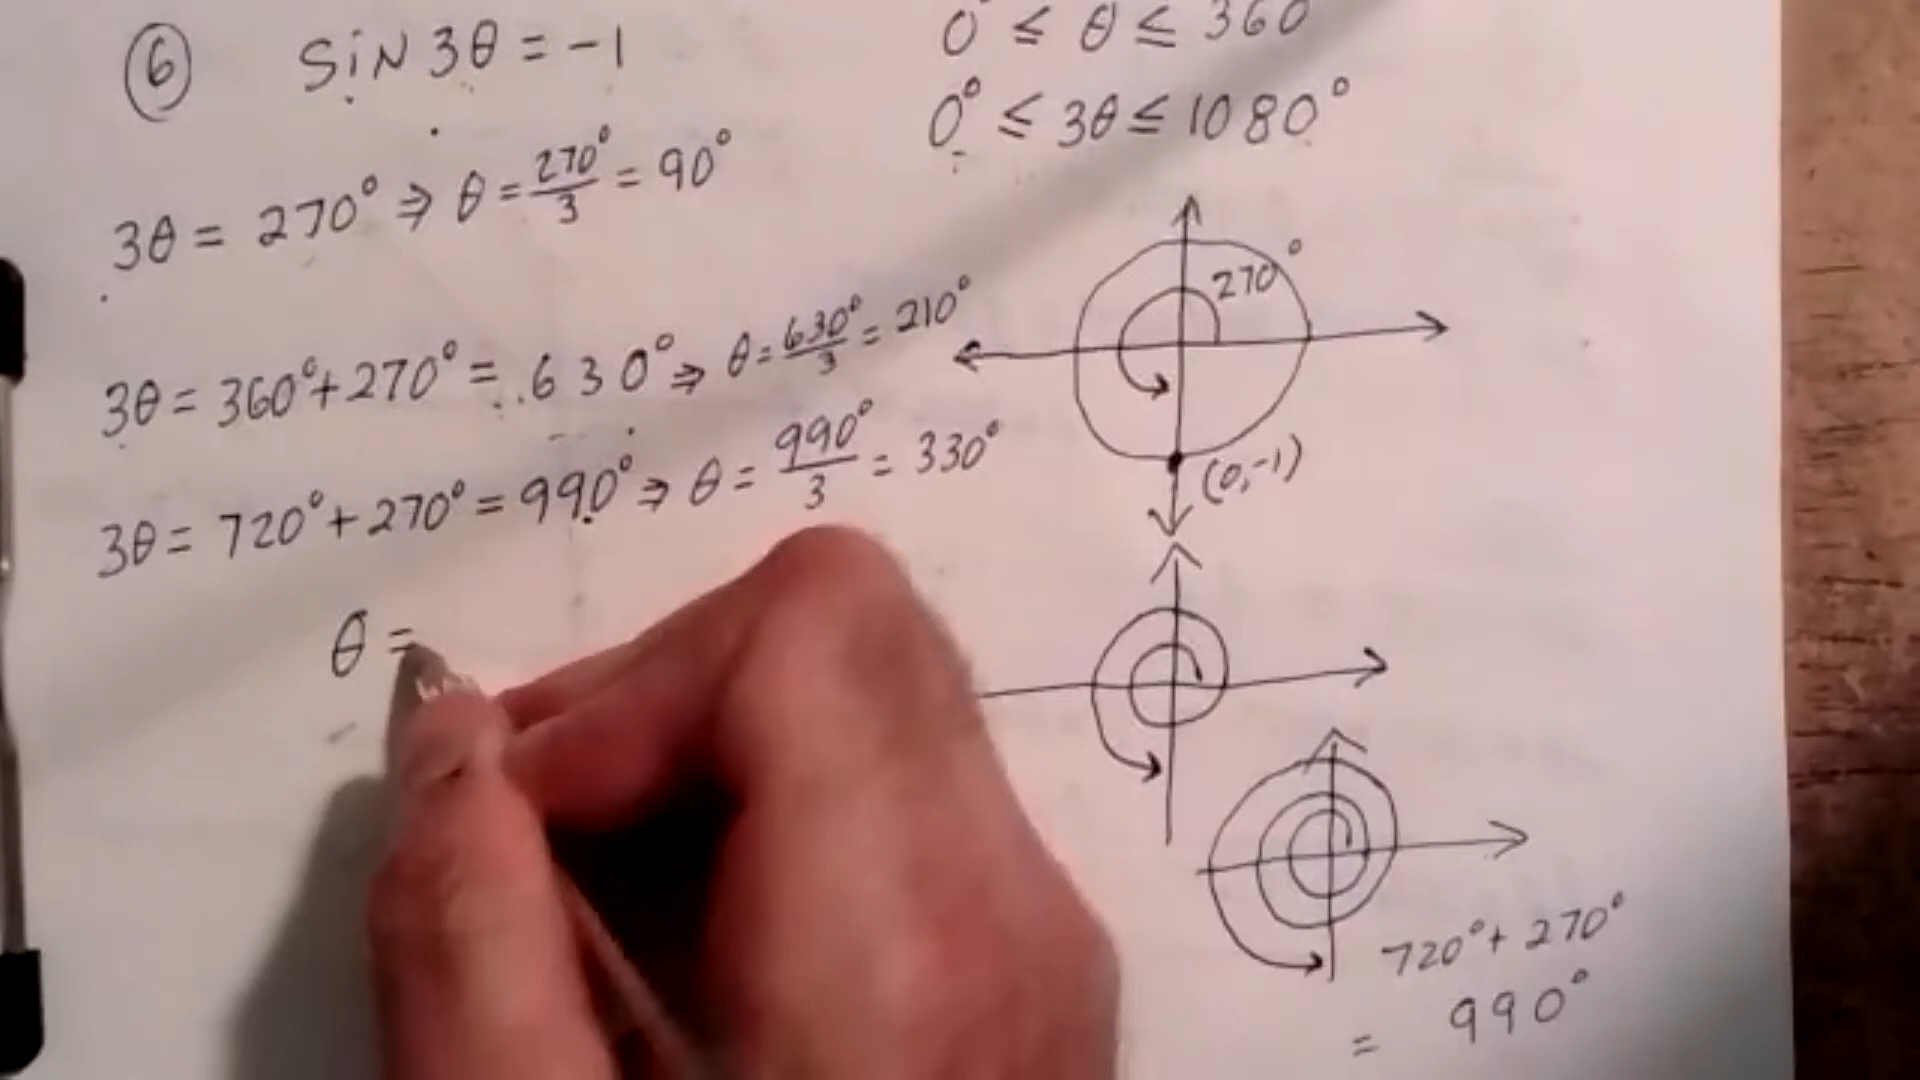 ⑥ SiN 3θ = -1
0° ≤ θ ≤ 360
0° ≤ 3θ ≤ 1080°
3θ = 270° ⇒ θ = 270°/3 = 90°
3θ = 360° + 270° = 630° ⇒ θ = 630°/3 = 210°
3θ = 720° + 270° = 990° ⇒ θ = 990°/3 = 330°
θ =
270°
(0,-1)
720° + 270°
= 990°